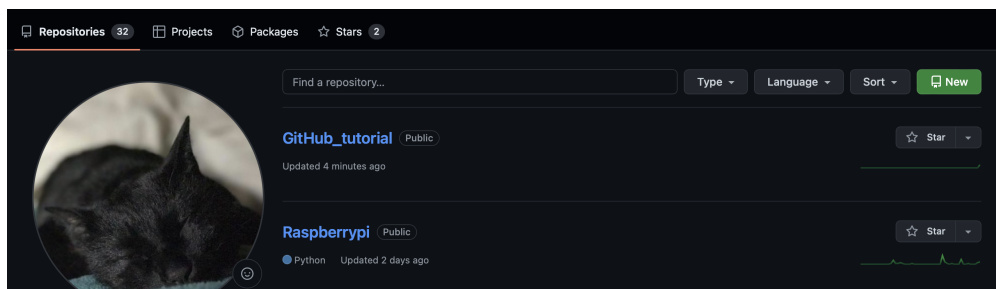 Repositories 32 Projects Packages Stars 2
Find a repository... Type Language Sort New
GitHub_tutorial Public Star
Updated 4 minutes ago
Raspberrypi Public Star
Python Updated 2 days ago